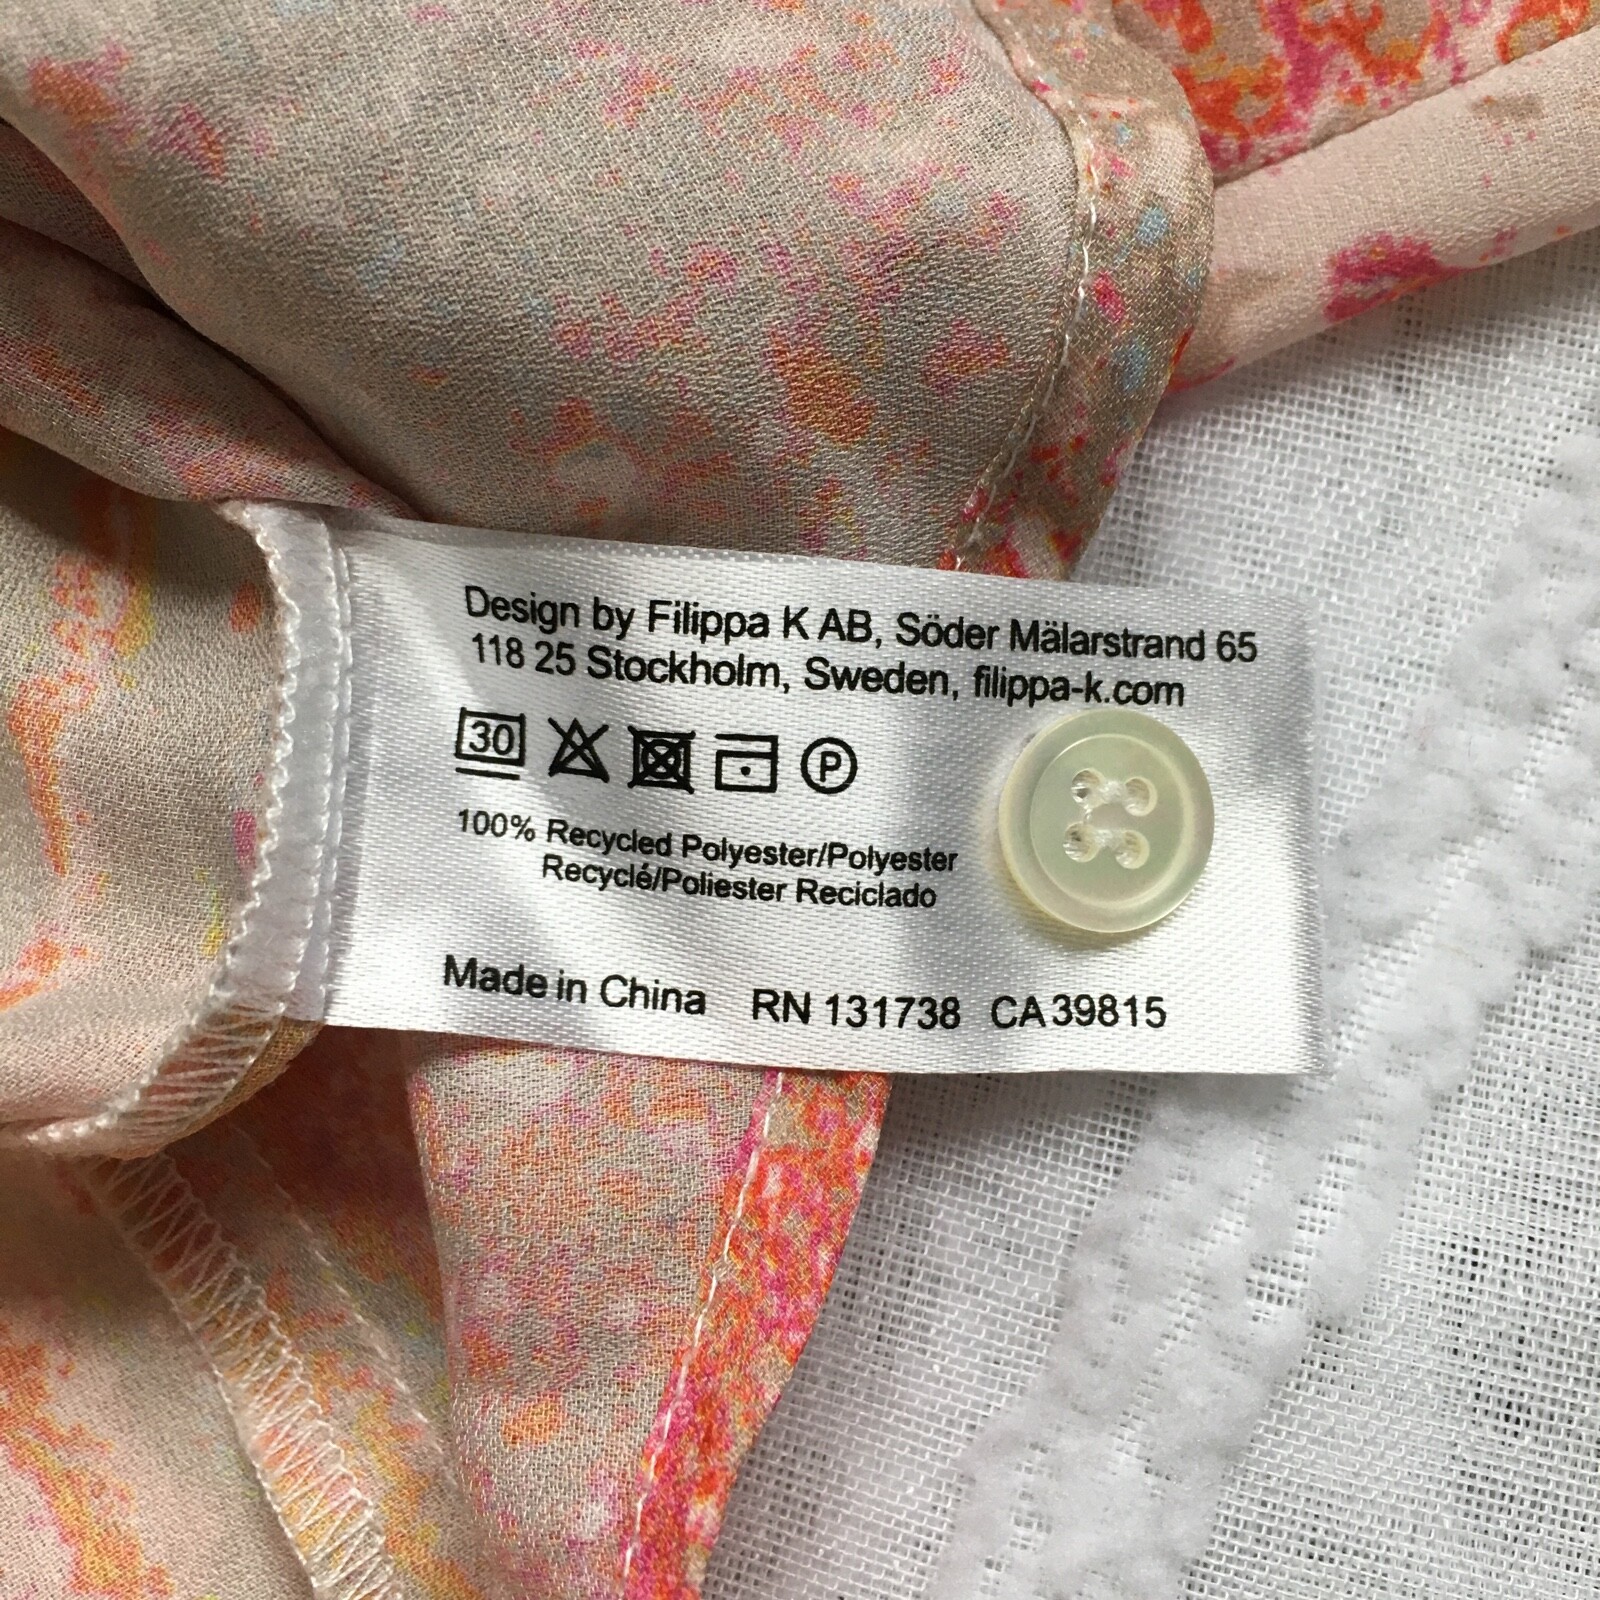 Design by Filippa K AB, Söder Mälarstrand 65
118 25 Stockholm, Sweden, filippa-k.com
30 P
100% Recycled Polyester/Polyester
Recyclé/Poliester Reciclado
Made in China RN 131738 CA 39815